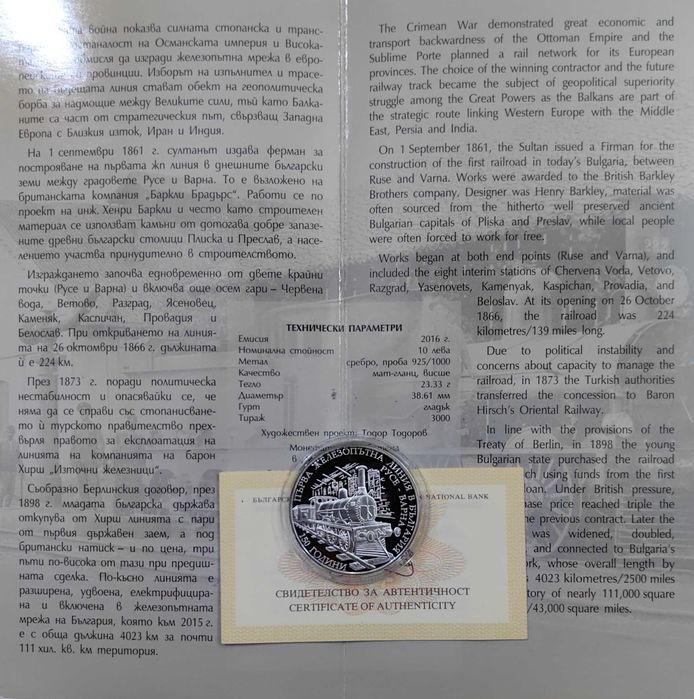 война показва силната стопанска и транс-
на Османската империя и Висока-
да изгради железопътна мрежа в евро-
провинции. Изборът на изпълнител и трасе-
линия стават обект на геополитическа
борба за надмощие между Великите сили, тъй като Балка-
ните са част от стратегическия път, свързващ Западна
Европа с Близкия изток, Иран и Индия.
На 1 септември 1861 г. султанът издава ферман за
построяване на първата жп линия в днешните български
земи между градовете Русе и Варна. То е възложено на
британската компания „Баркли Брадърс“. Работи се по
проект на инж. Хенри Баркли и често като строителен
материал се използват камъни от дотогава добре запазе-
ните древни български столици Плиска и Преслав, а насе-
лението участва принудително в строителството.
Изграждането започва едновременно от двете крайни
точки (Русе и Варна) и включва още осем гари – Червена
вода, Ветово, Разград, Ясеновец,
Каменяк, Каспичан, Провадия и
Белослав. При откриването на линия-
та на 26 октомври 1866 г. дължината
ѝ е 224 км.
През 1873 г. поради политическа
нестабилност и опасявайки се, че
няма да се справи със стопанисване-
то ѝ турското правителство прех-
върля правото за експлоатация на
линията на компанията на барон
Хирш „Източни железници“.
Съобразно Берлинския договор, през
1898 г. младата българска държава
откупува от Хирш линията с пари
от първия държавен заем, а под
британски натиск – и по цена, три
пъти по-висока от тази при предиш-
ната сделка. По-късно линията е
разширена, удвоена, електрифицира-
на и включена в железопътната
мрежа на България, която към 2015 г.
е с обща дължина 4023 км за почти
111 хил. кв. км територия.
ТЕХНИЧЕСКИ ПАРАМЕТРИ
Емисия 2016 г.
Номинална стойност 10 лева
Метал сребро, проба 925/1000
Качество мат-гланц, висше
Тегло 23.33 г
Диаметър 38.61 мм
Гурт гладък
Тираж 3000
Художествен проект: Тодор Тодоров
The Crimean War demonstrated great economic and
transport backwardness of the Ottoman Empire and the
Sublime Porte planned a rail network for its European
provinces. The choice of the winning contractor and the future
railway track became the subject of geopolitical superiority
struggle among the Great Powers as the Balkans are part of
the strategic route linking Western Europe with the Middle
East, Persia and India.
On 1 September 1861, the Sultan issued a Firman for the
construction of the first railroad in today's Bulgaria, between
Ruse and Varna. Works were awarded to the British Barkley
Brothers company. Designer was Henry Barkley, material was
often sourced from the hitherto well preserved ancient
Bulgarian capitals of Pliska and Preslav, while local people
were often forced to work for free.
Works began at both end points (Ruse and Varna), and
included the eight interim stations of Chervena Voda, Vetovo,
Razgrad, Yasenovets, Kamenyak, Kaspichan, Provadia, and
Beloslav. At its opening on 26 October
1866, the railroad was 224
kilometres/139 miles long.
Due to political instability and
concerns about capacity to manage the
railroad, in 1873 the Turkish authorities
transferred the concession to Baron
Hirsch's Oriental Railway.
In line with the provisions of the
Treaty of Berlin, in 1898 the young
Bulgarian state purchased the railroad
using funds from the first
loan. Under British pressure,
price reached triple the
the previous contract. Later the
was widened, doubled,
and connected to Bulgaria's
whose overall length by
4023 kilometres/2500 miles
of nearly 111,000 square
/43,000 square miles.
NATIONAL BANK
ПЪРВА ЖЕЛЕЗОПЪТНА ЛИНИЯ В БЪЛГАРИЯ
РУСЕ - ВАРНА
150 ГОДИНИ
СВИДЕТЕЛСТВО ЗА АВТЕНТИЧНОСТ
CERTIFICATE OF AUTHENTICITY